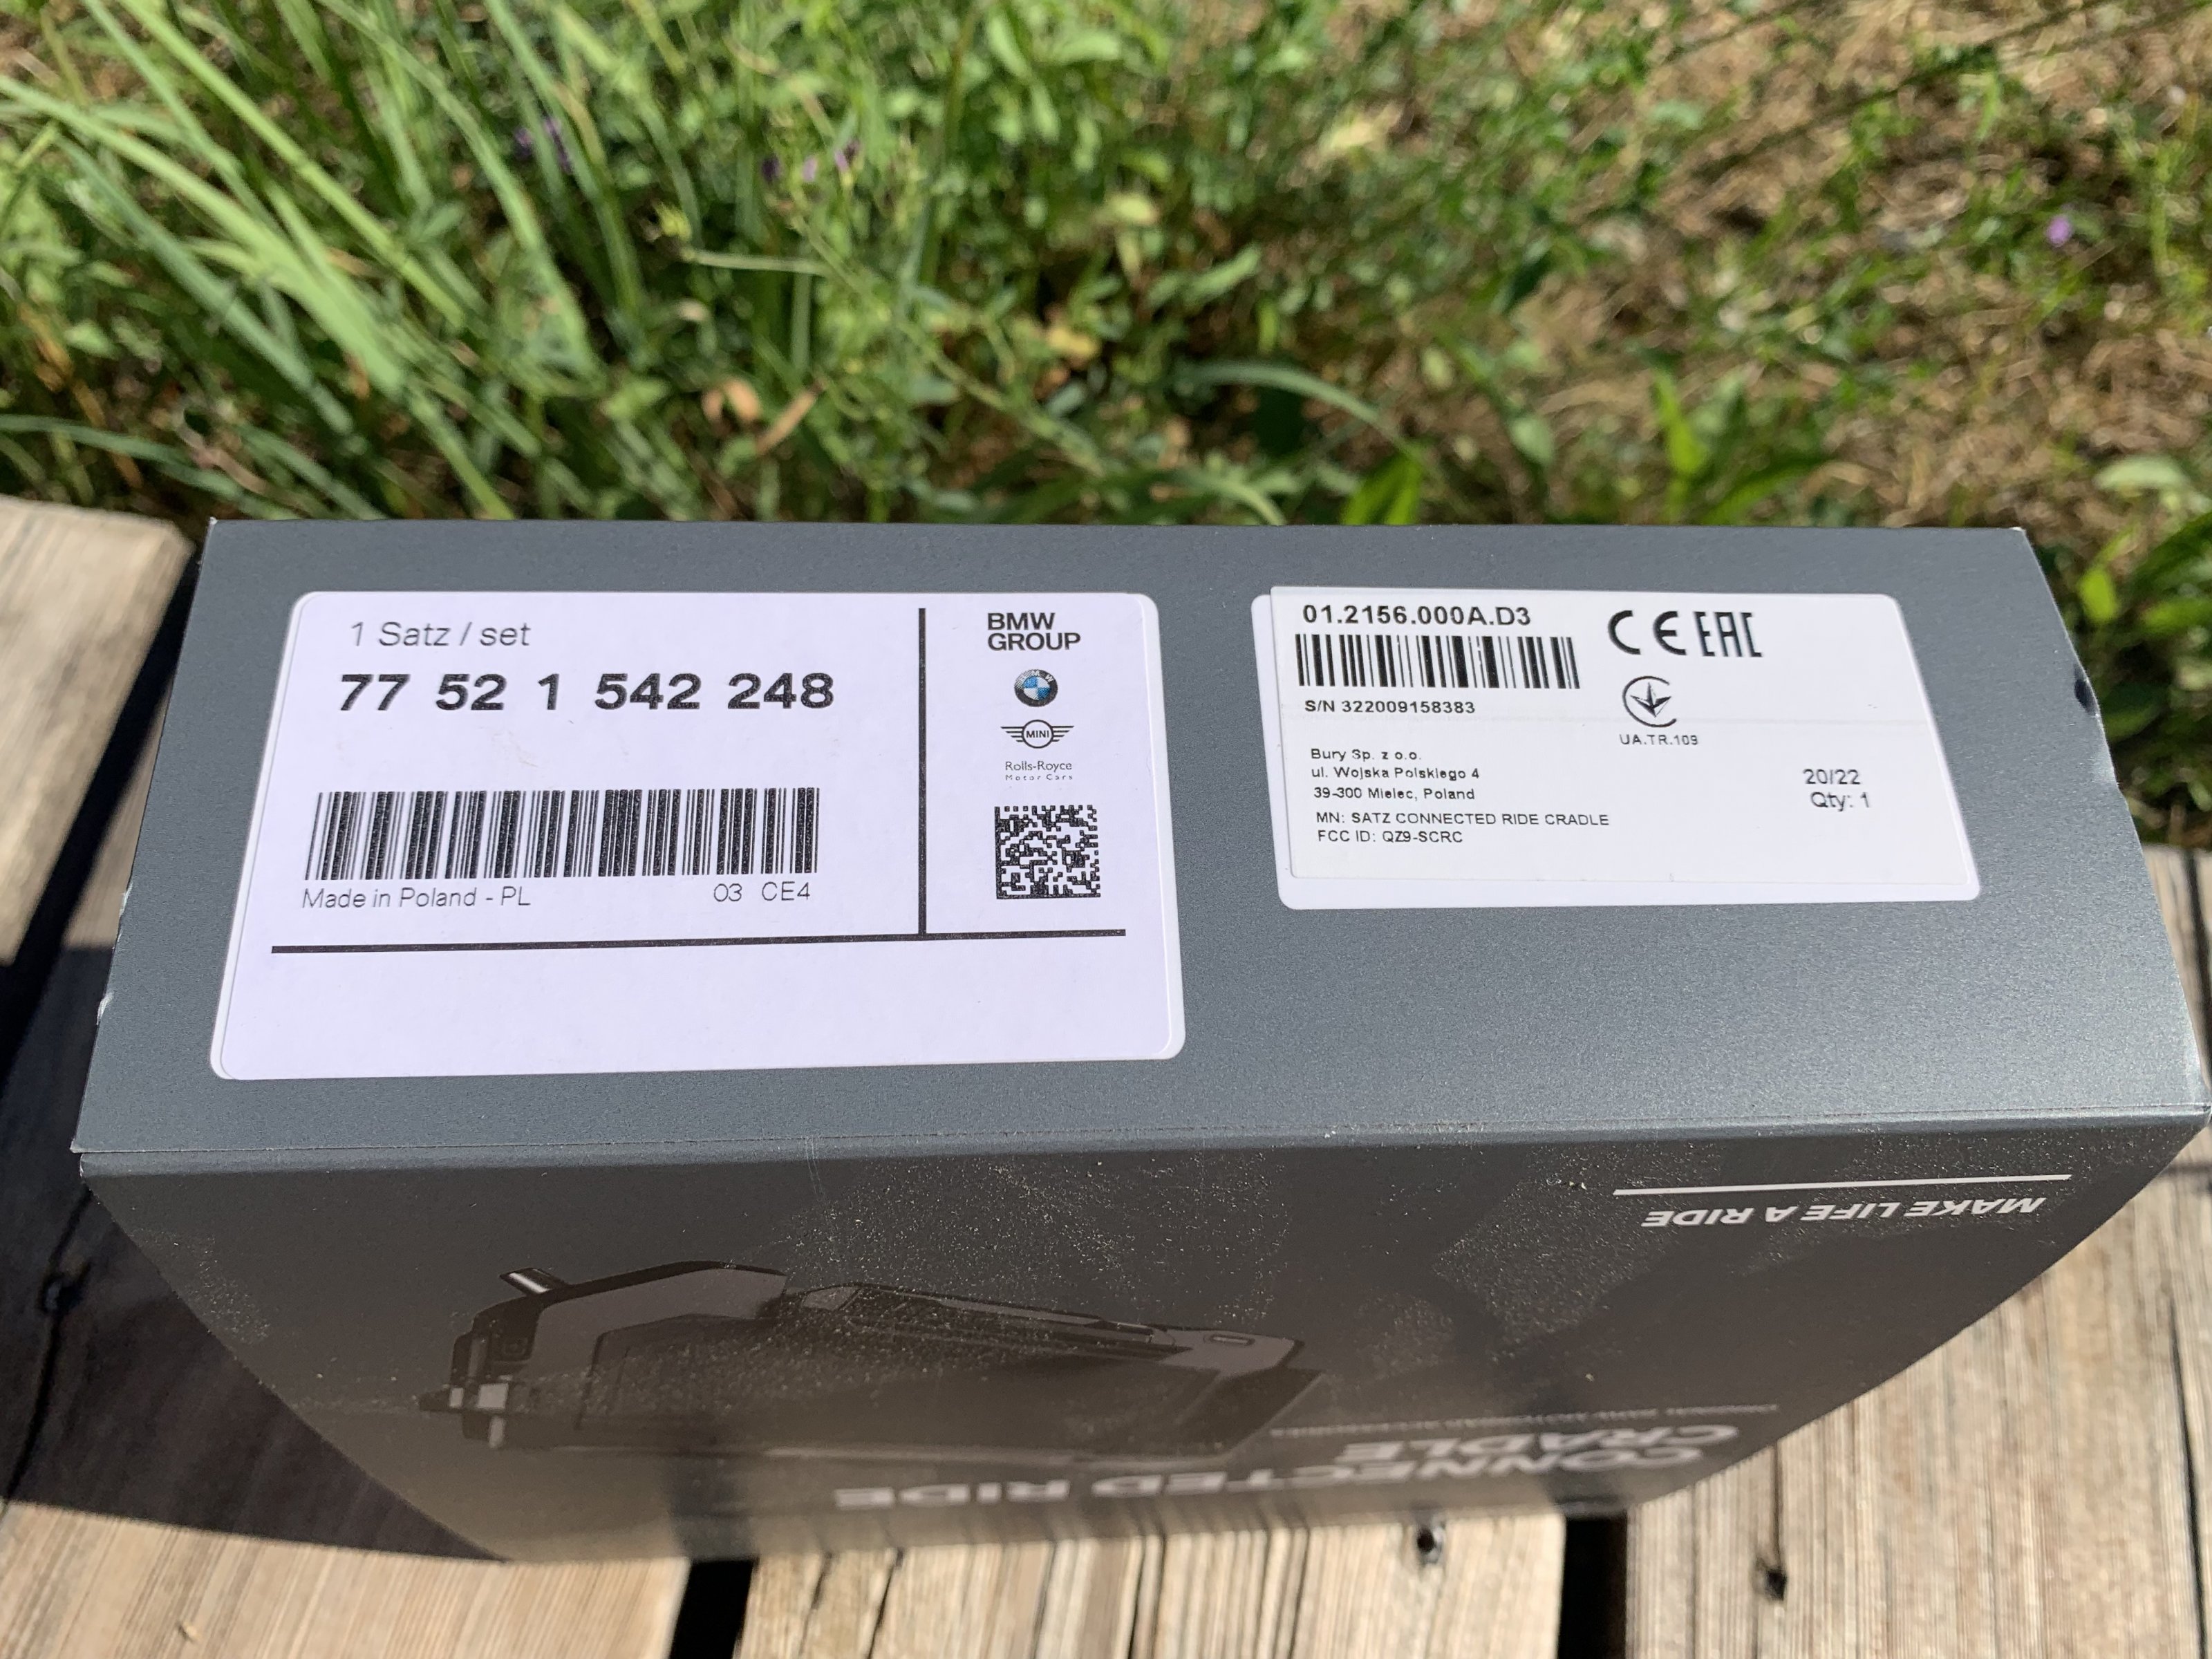 1 Satz / set
77 52 1 542 248
Made in Poland - PL 03 CE4
BMW
GROUP
BMW
MINI
Rolls-Royce
Motor Cars
01.2156.000A.D3
CE EAC
S/N 322009158383
UA.TR.109
Bury Sp. z o.o.
ul. Wojska Polskiego 4
39-300 Mielec, Poland
20/22
Qty: 1
MN: SATZ CONNECTED RIDE CRADLE
FCC ID: QZ9-SCRC
MAKE LIFE A RIDE
CONNECTED RIDE
CRADLE